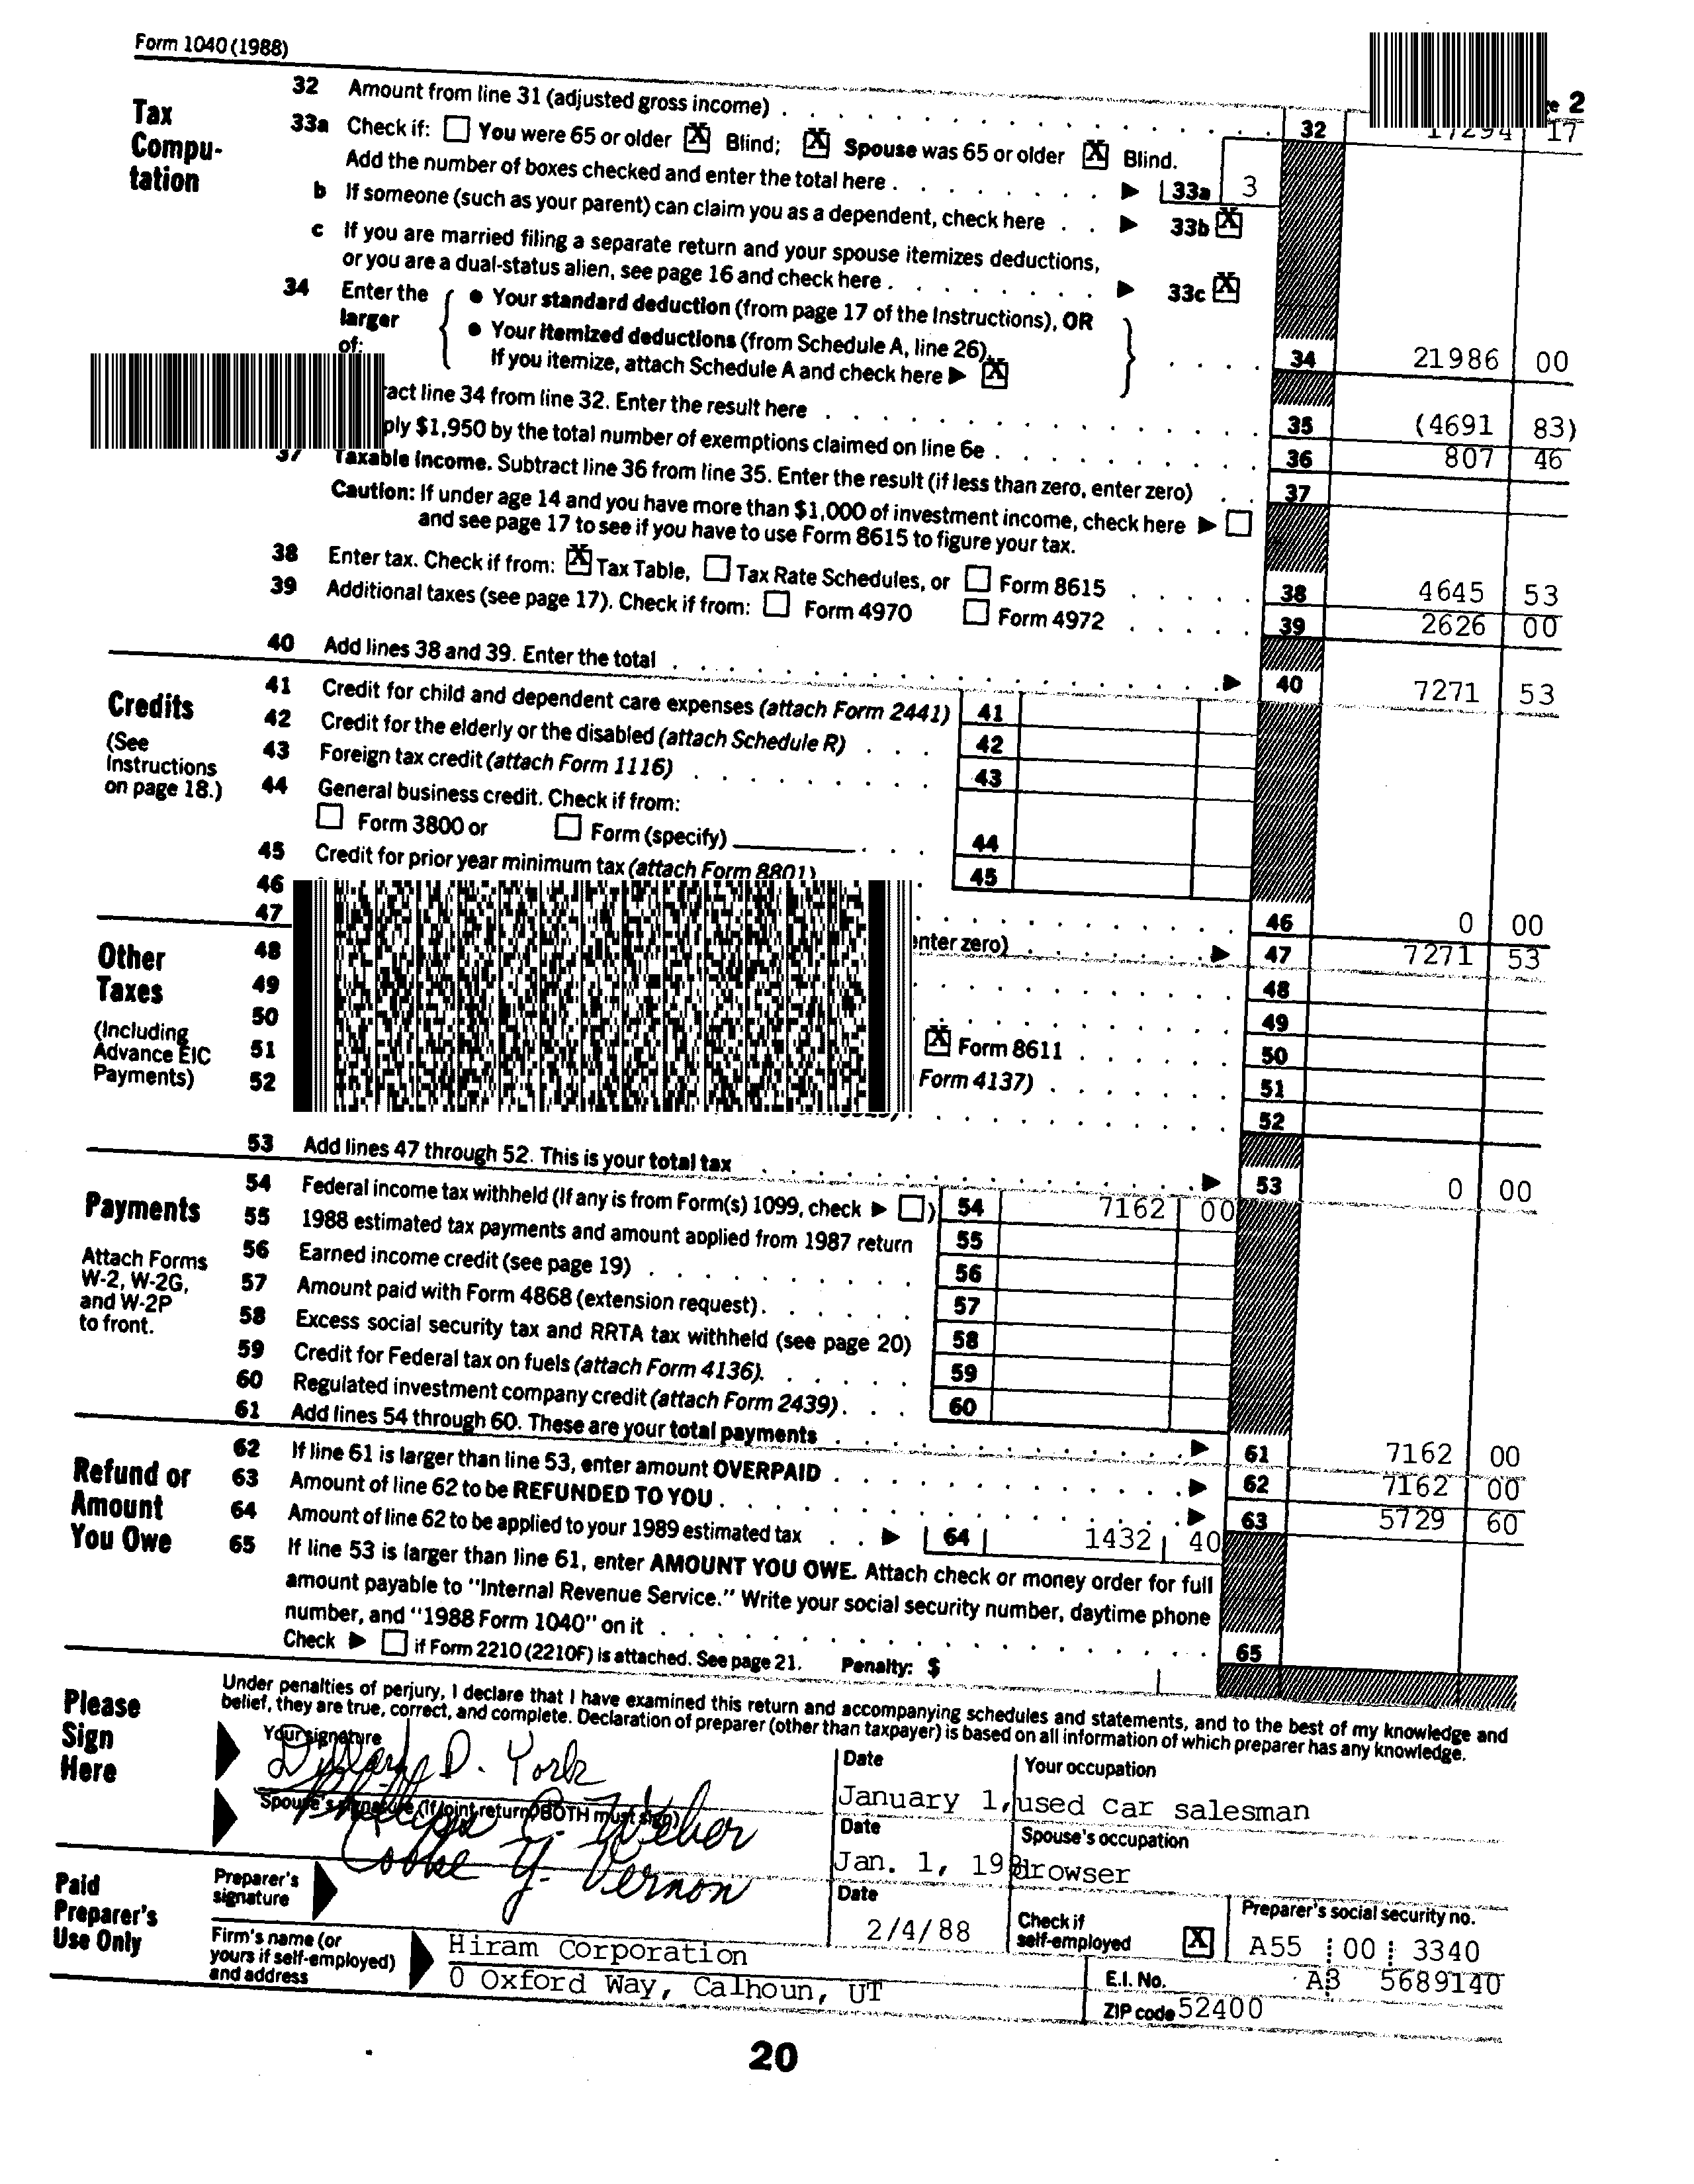 Form 1040 (1988)
e 2
Tax Compu- tation
32 Amount from line 31 (adjusted gross income) 32 17294 17
33a Check if: You were 65 or older X Blind; X Spouse was 65 or older X Blind.
Add the number of boxes checked and enter the total here 33a 3
b If someone (such as your parent) can claim you as a dependent, check here 33b X
c If you are married filing a separate return and your spouse itemizes deductions,
or you are a dual-status alien, see page 16 and check here 33c X
34 Enter the larger of: • Your standard deduction (from page 17 of the Instructions), OR
• Your itemized deductions (from Schedule A, line 26).
If you itemize, attach Schedule A and check here X 34 21986 00
act line 34 from line 32. Enter the result here 35 (4691 83)
ply $1,950 by the total number of exemptions claimed on line 6e 36 807 46
37 Taxable income. Subtract line 36 from line 35. Enter the result (if less than zero, enter zero) 37
Caution: If under age 14 and you have more than $1,000 of investment income, check here
and see page 17 to see if you have to use Form 8615 to figure your tax.
38 Enter tax. Check if from: X Tax Table, Tax Rate Schedules, or Form 8615 38 4645 53
39 Additional taxes (see page 17). Check if from: Form 4970 Form 4972 39 2626 00
40 Add lines 38 and 39. Enter the total 40 7271 53
Credits
(See Instructions on page 18.)
41 Credit for child and dependent care expenses (attach Form 2441) 41
42 Credit for the elderly or the disabled (attach Schedule R) 42
43 Foreign tax credit (attach Form 1116) 43
44 General business credit. Check if from:
Form 3800 or Form (specify) 44
45 Credit for prior year minimum tax (attach Form 8801) 45
46 46 0 00
47 enter zero) 47 7271 53
Other Taxes
(Including Advance EIC Payments)
48 48
49 49
50 X Form 8611 50
51 Form 4137) 51
52 52
53 Add lines 47 through 52. This is your total tax 53 0 00
Payments
Attach Forms W-2, W-2G, and W-2P to front.
54 Federal income tax withheld (If any is from Form(s) 1099, check ) 54 7162 00
55 1988 estimated tax payments and amount applied from 1987 return 55
56 Earned income credit (see page 19) 56
57 Amount paid with Form 4868 (extension request) 57
58 Excess social security tax and RRTA tax withheld (see page 20) 58
59 Credit for Federal tax on fuels (attach Form 4136) 59
60 Regulated investment company credit (attach Form 2439) 60
61 Add lines 54 through 60. These are your total payments 61 7162 00
Refund or Amount You Owe
62 If line 61 is larger than line 53, enter amount OVERPAID 62 7162 00
63 Amount of line 62 to be REFUNDED TO YOU 63 5729 60
64 Amount of line 62 to be applied to your 1989 estimated tax 64 1432 40
65 If line 53 is larger than line 61, enter AMOUNT YOU OWE. Attach check or money order for full
amount payable to "Internal Revenue Service." Write your social security number, daytime phone
number, and "1988 Form 1040" on it
Check if Form 2210 (2210F) is attached. See page 21. Penalty: $ 65
Please Sign Here
Under penalties of perjury, I declare that I have examined this return and accompanying schedules and statements, and to the best of my knowledge and
belief, they are true, correct, and complete. Declaration of preparer (other than taxpayer) is based on all information of which preparer has any knowledge.
Your signature D. York
Date January 1,
Your occupation used car salesman
Spouse's signature (if joint return, BOTH must sign) Weber
Date Jan. 1, 19
Spouse's occupation drowser
Paid Preparer's Use Only
Preparer's signature Cooke Y. Vernon
Date 2/4/88
Check if self-employed X
Preparer's social security no. A55 00 3340
Firm's name (or yours if self-employed) and address
Hiram Corporation
0 Oxford Way, Calhoun, UT
E.I. No. AB 5689140
ZIP code 52400
20